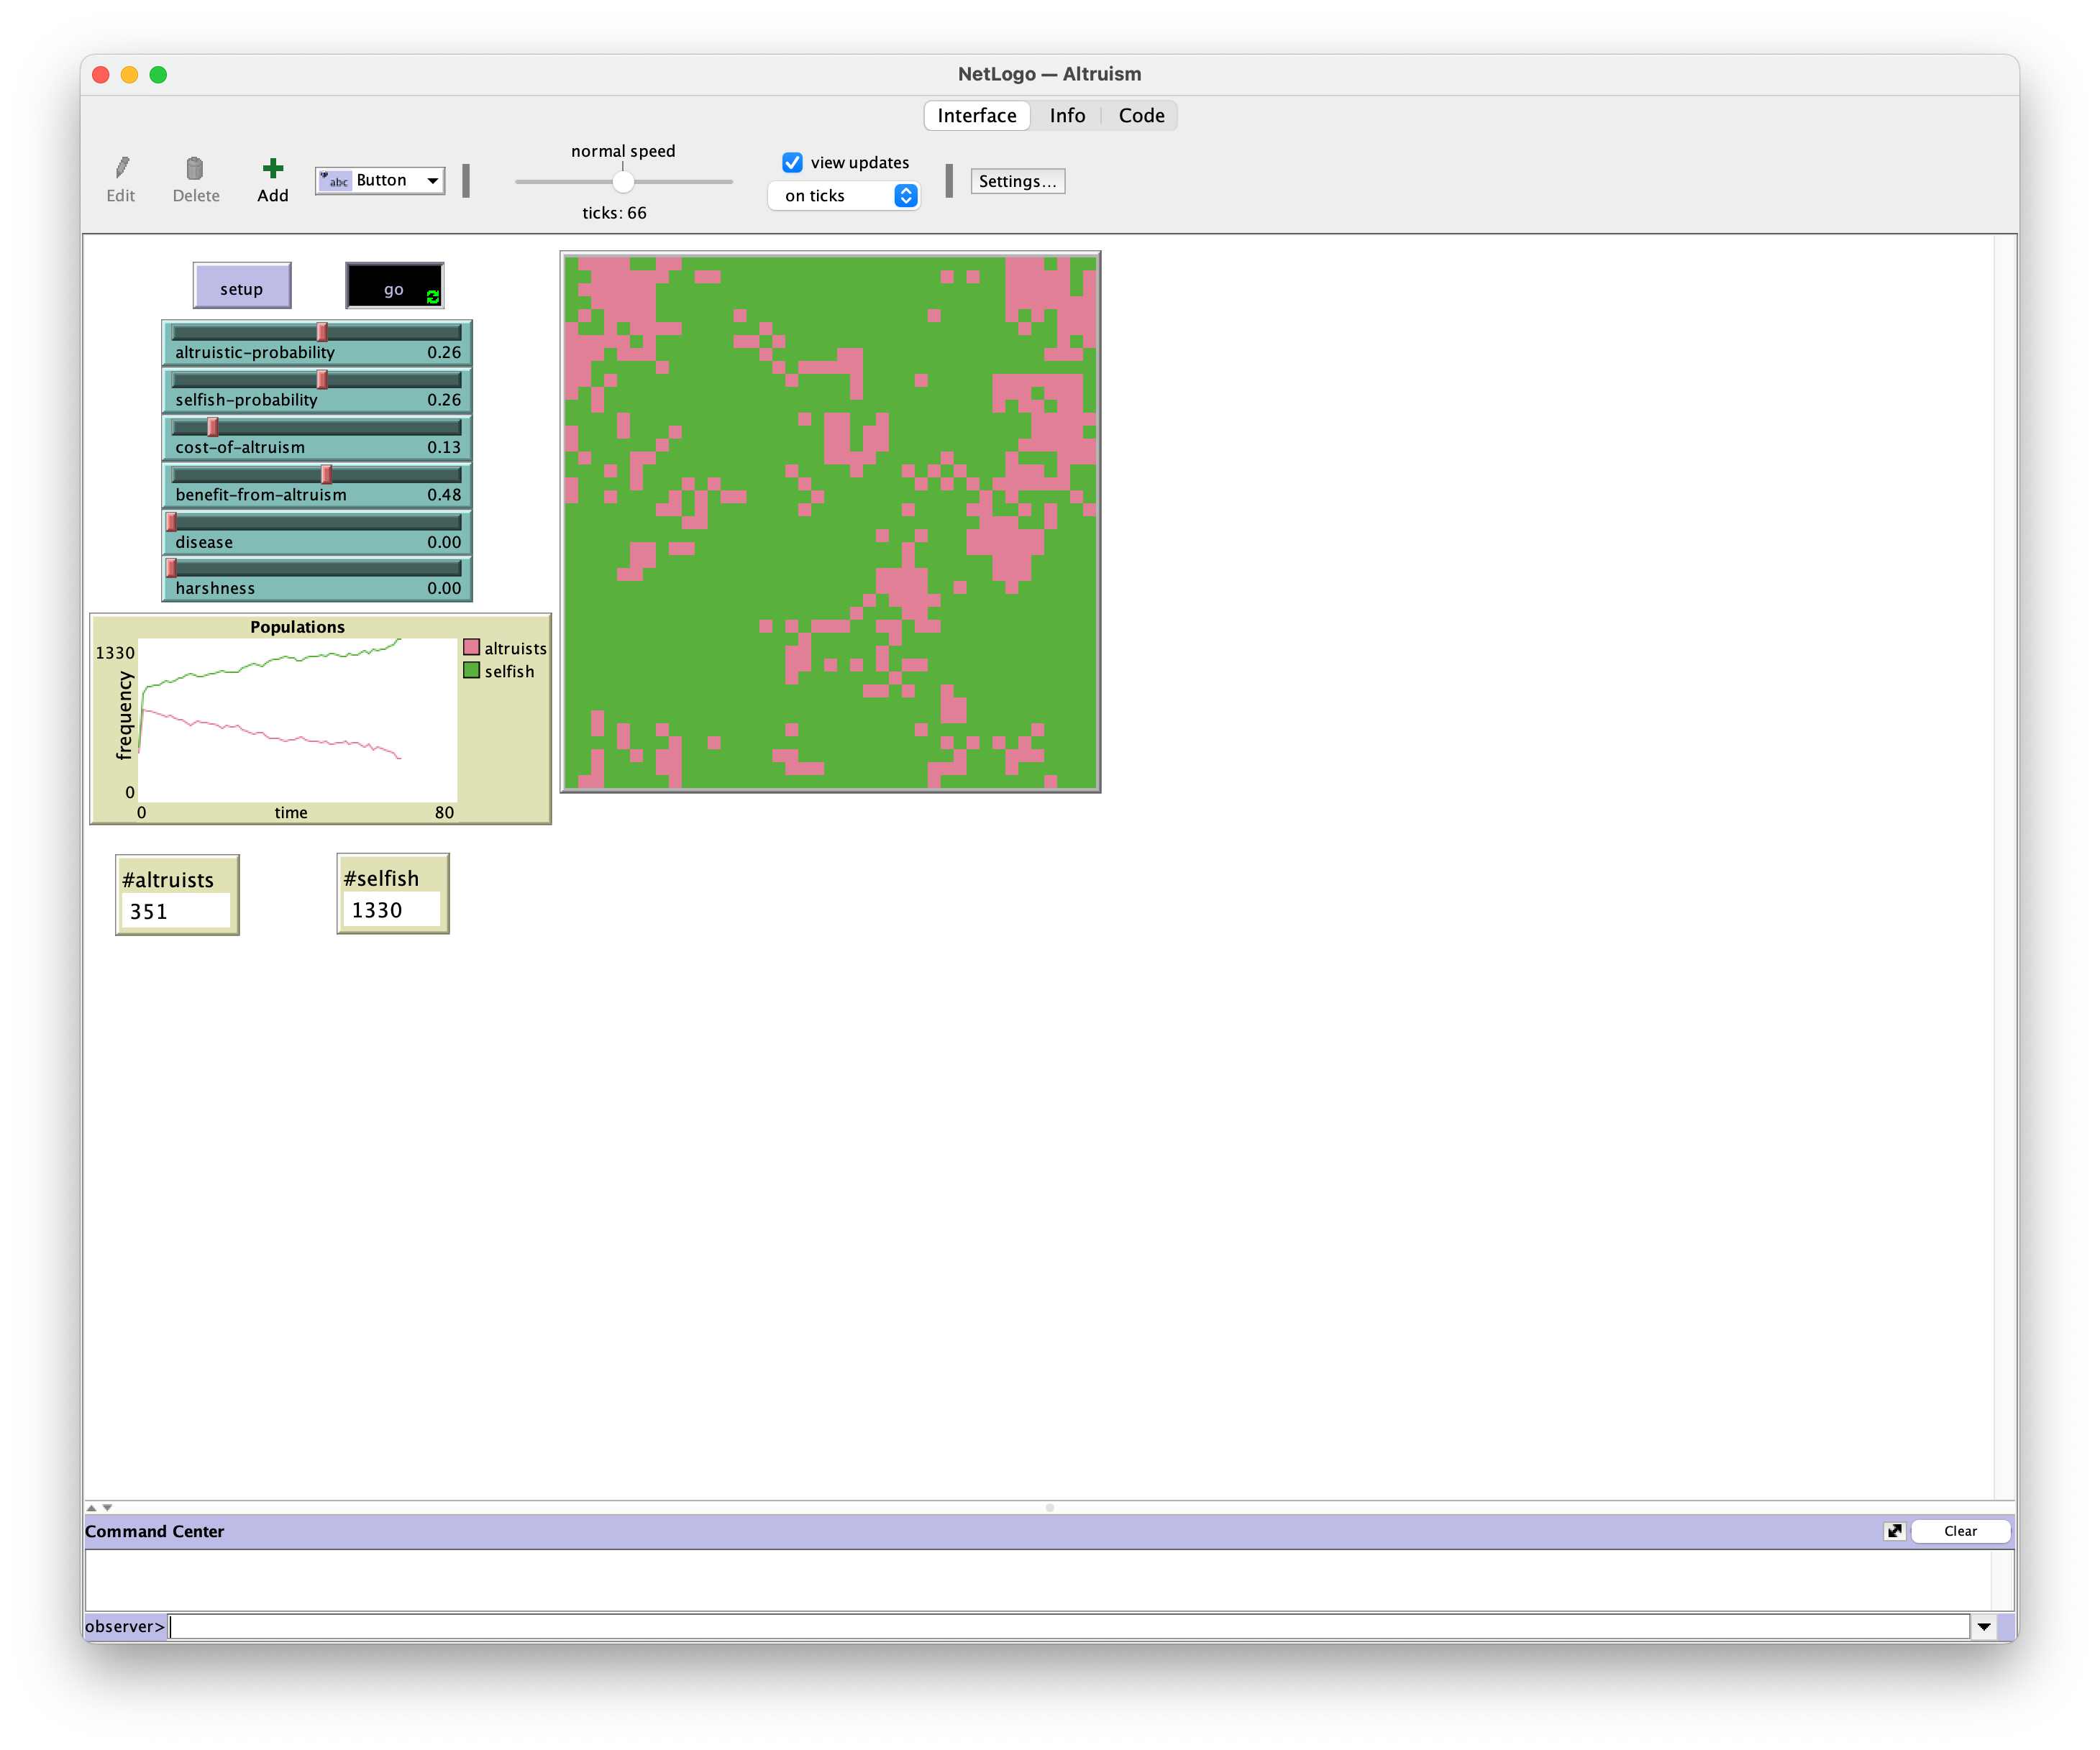 NetLogo — Altruism
Interface Info Code
Edit Delete Add abc Button
normal speed
ticks: 66
view updates
on ticks
Settings...
setup go
altruistic-probability 0.26
selfish-probability 0.26
cost-of-altruism 0.13
benefit-from-altruism 0.48
disease 0.00
harshness 0.00
Populations
1330
frequency
0
0 time 80
altruists
selfish
#altruists
351
#selfish
1330
Command Center
Clear
observer>